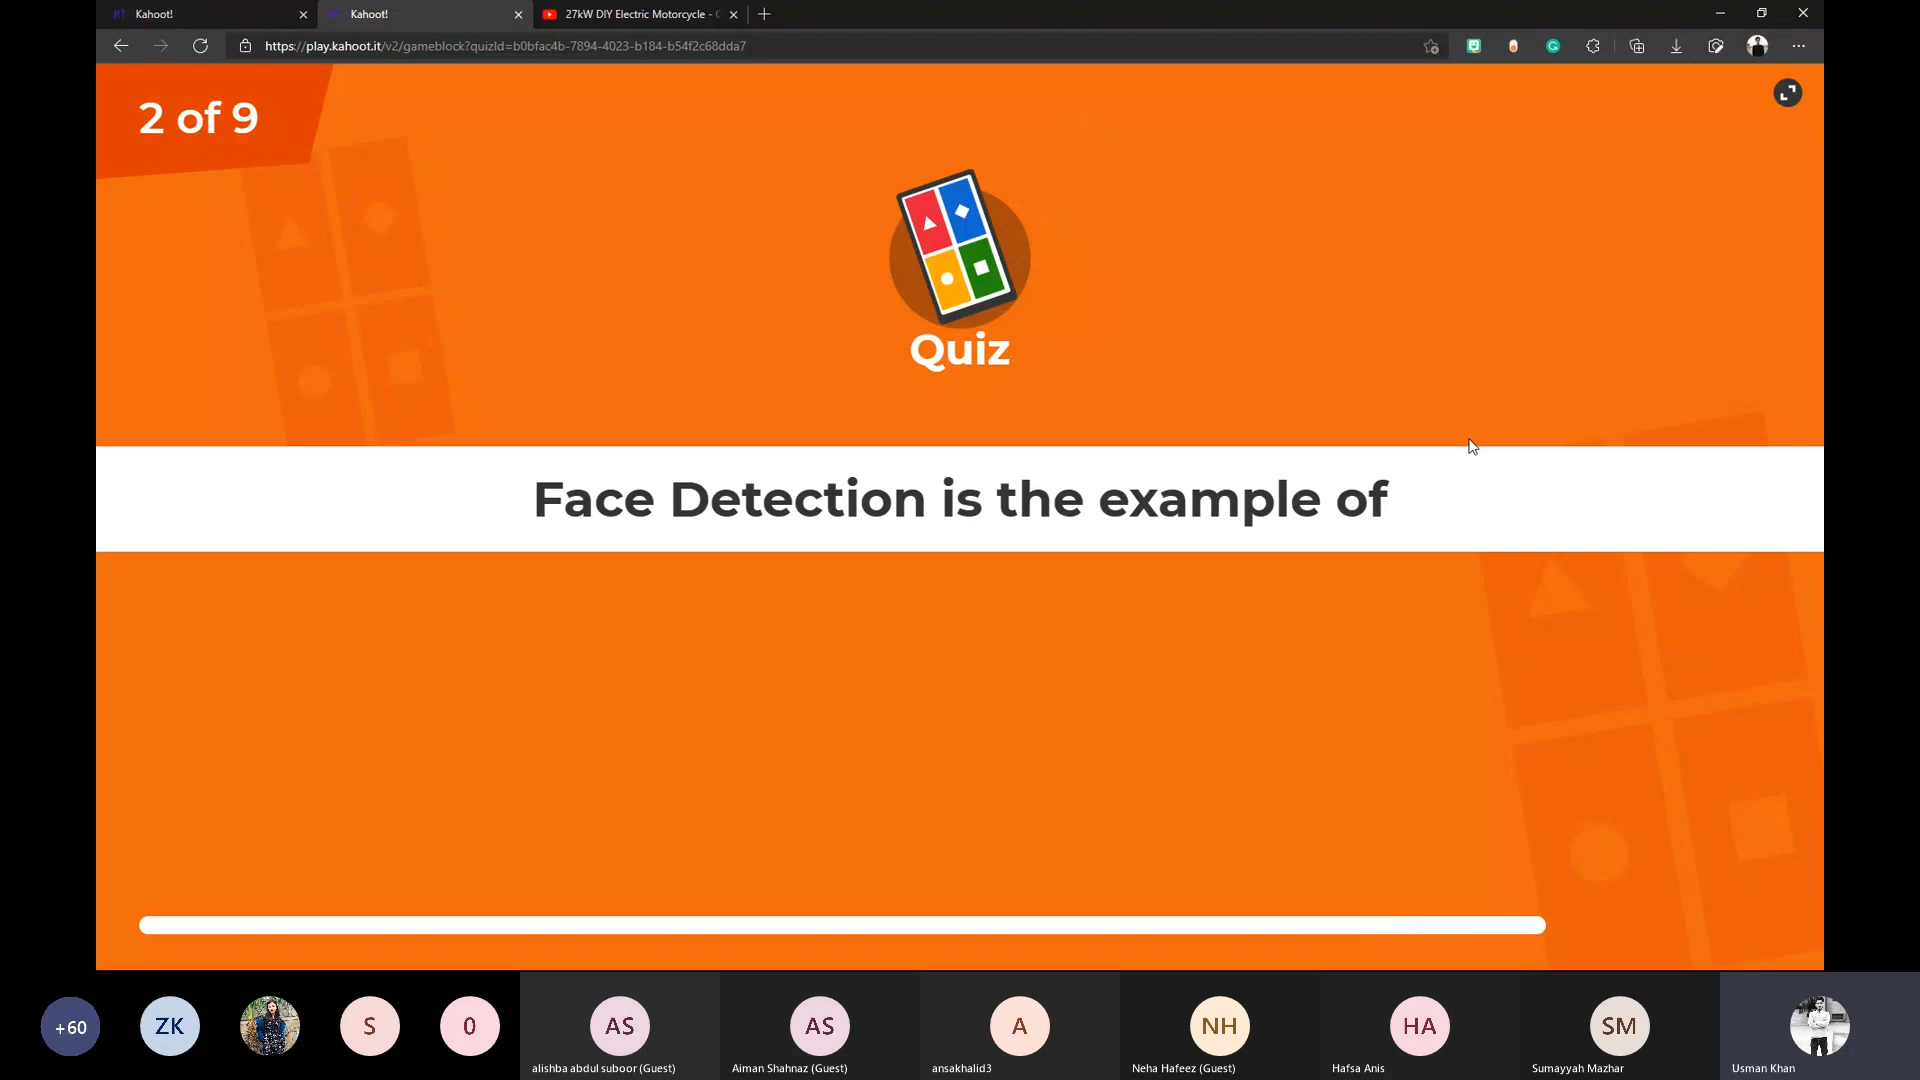 Kahoot!
Kahoot!
27kW DIY Electric Motorcycle -
https://play.kahoot.it/v2/gameblock?quizId=b0bfac4b-7894-4023-b184-b54f2c68dda7
2 of 9
Quiz
Face Detection is the example of
+60
ZK
S
0
AS
alishba abdul suboor (Guest)
AS
Aiman Shahnaz (Guest)
A
ansakhalid3
NH
Neha Hafeez (Guest)
HA
Hafsa Anis
SM
Sumayyah Mazhar
Usman Khan